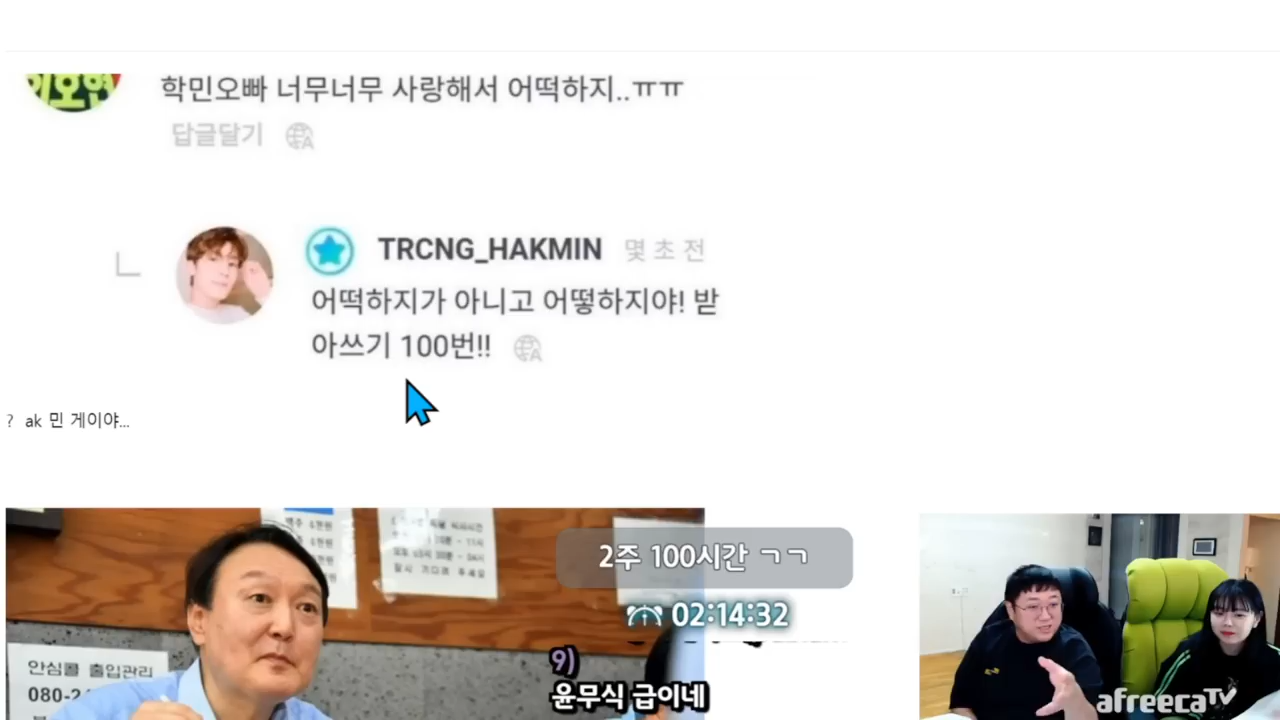 학민오빠 너무너무 사랑해서 어떡하지..ㅠㅠ
답글달기
TRCNG_HAKMIN 몇 초 전
어떡하지가 아니고 어떻하지야! 받
아쓰기 100번!!
? ak 민 게이야...
2주 100시간 ㄱㄱ
02:14:32
9)
윤무식 급이네
안심콜 출입관리
afreecaTV